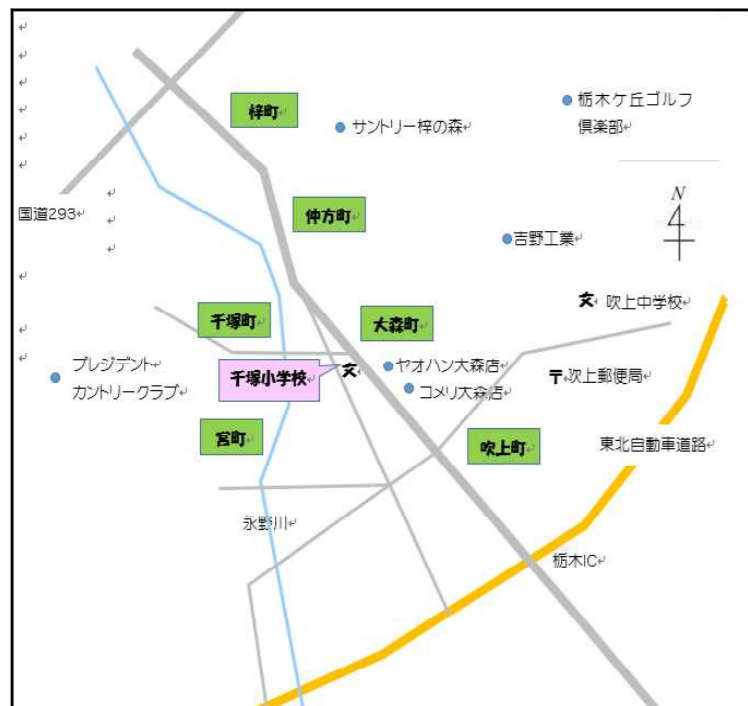 梓町
サントリー梓の森
栃木ケ丘ゴルフ
倶楽部
N
国道293
仲方町
吉野工業
文 吹上中学校
千塚町
大森町
プレジデント
カントリークラブ
千塚小学校
文
ヤオハン大森店
コメリ大森店
〒吹上郵便局
宮町
吹上町
東北自動車道路
永野川
栃木IC